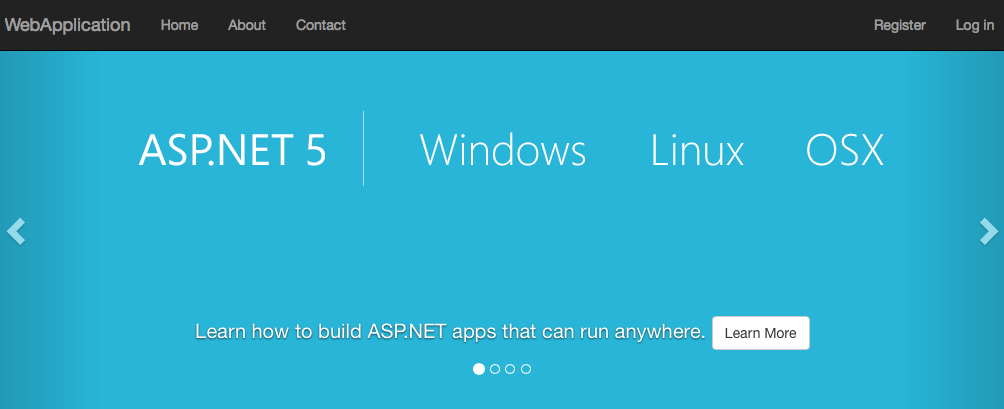 WebApplication Home About Contact Register Log in
ASP.NET 5 Windows Linux OSX
Learn how to build ASP.NET apps that can run anywhere. Learn More